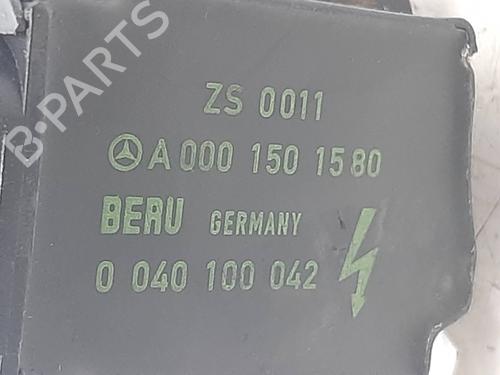 B-PARTS
ZS 0011
A 000 150 15 80
BERU GERMANY
0 040 100 042